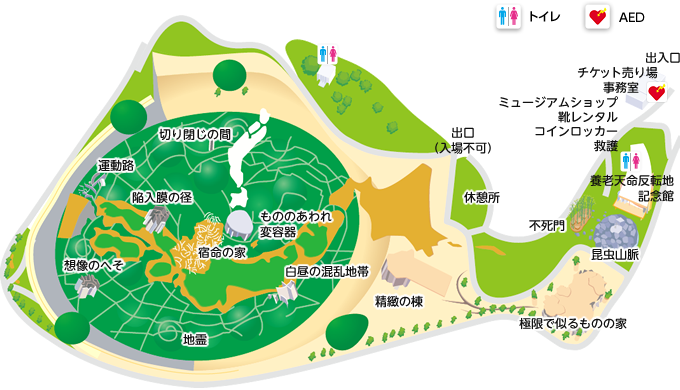 トイレ
AED
出入口
チケット売り場
事務室
ミュージアムショップ
靴レンタル
コインロッカー
救護
出口
(入場不可)
切り閉じの間
運動路
陥入膜の径
もののあわれ
変容器
宿命の家
想像のへそ
白昼の混乱地帯
地霊
精緻の棟
休憩所
養老天命反転地
記念館
不死門
昆虫山脈
極限で似るものの家